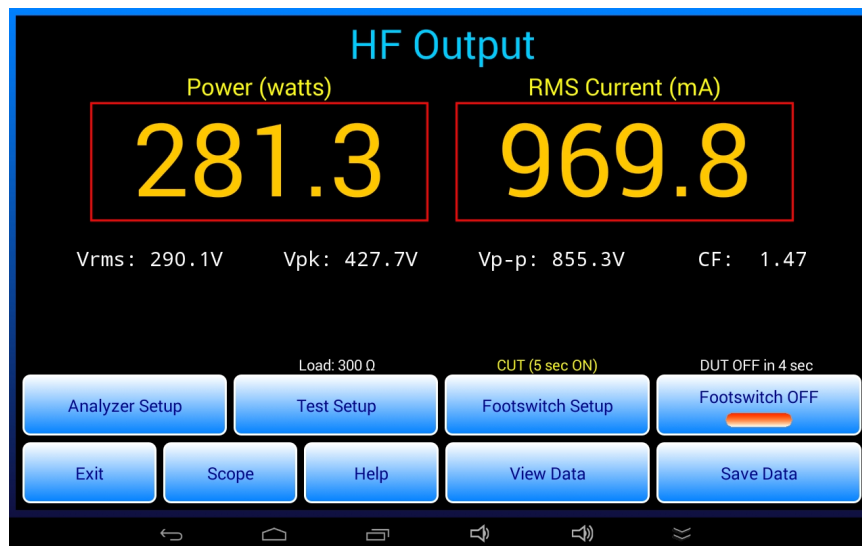 HF Output
Power (watts) RMS Current (mA)
281.3 969.8
Vrms: 290.1V Vpk: 427.7V Vp-p: 855.3V CF: 1.47
Load: 300 Ω CUT (5 sec ON) DUT OFF in 4 sec
Analyzer Setup Test Setup Footswitch Setup Footswitch OFF
Exit Scope Help View Data Save Data